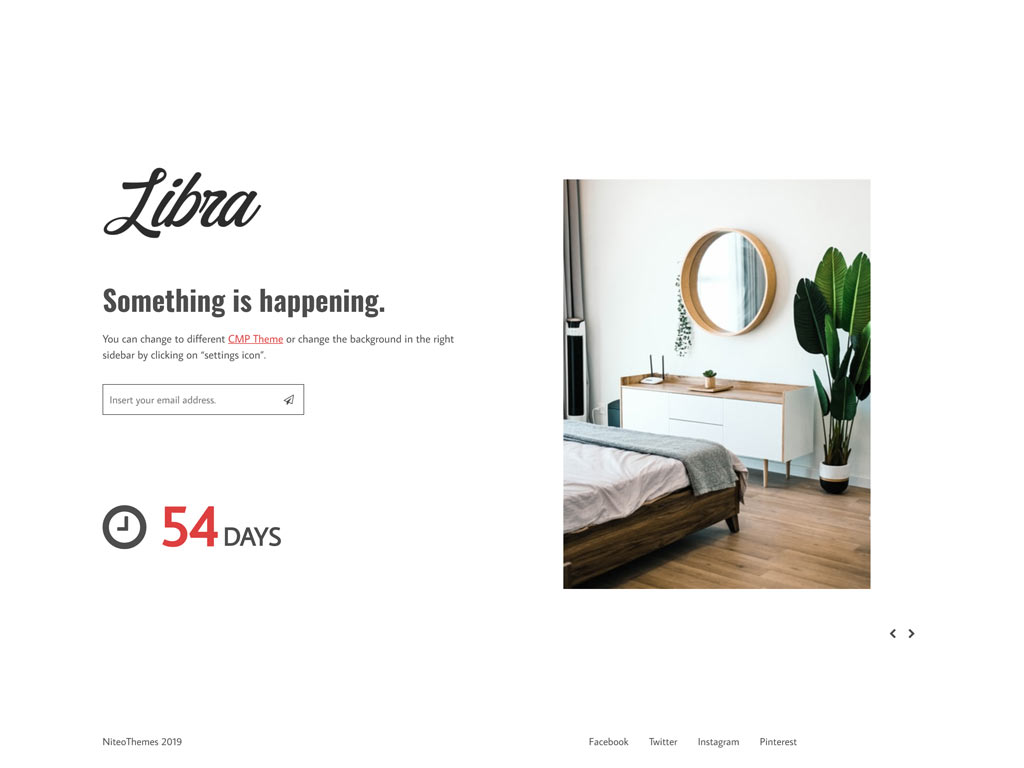 Libra
Something is happening.
You can change to different CMP Theme or change the background in the right
sidebar by clicking on “settings icon”.
Insert your email address.
54 DAYS
NiteoThemes 2019
Facebook Twitter Instagram Pinterest